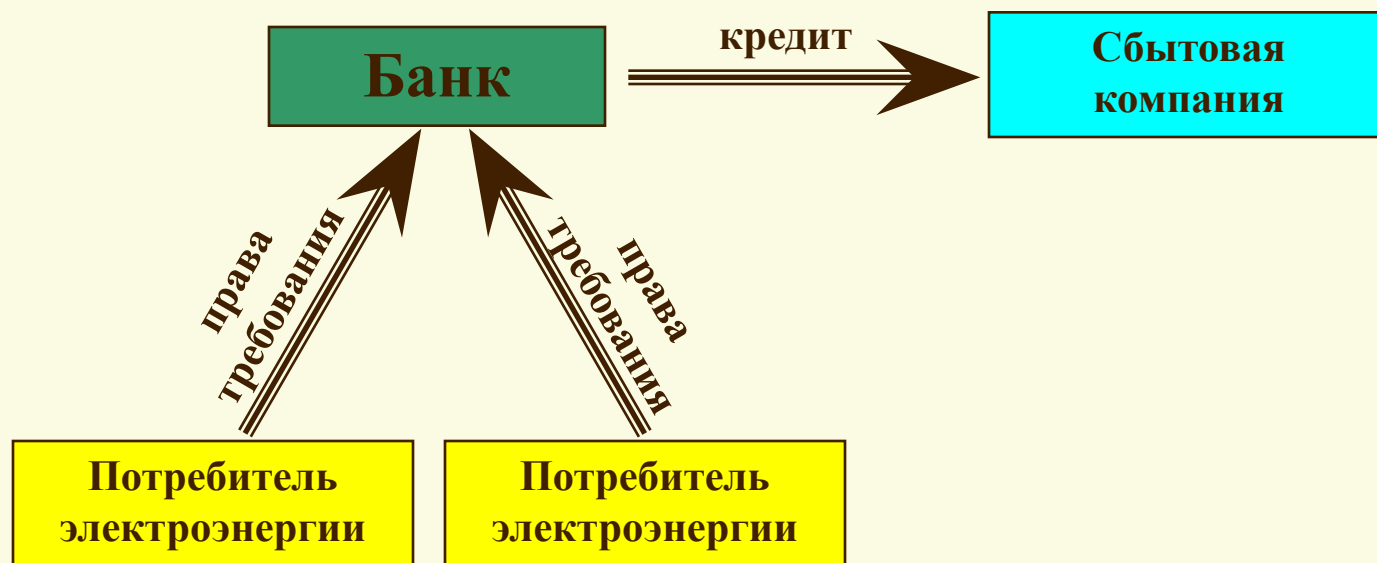 Банк
кредит
Сбытовая
компания
права
требования
права
требования
Потребитель
электроэнергии
Потребитель
электроэнергии